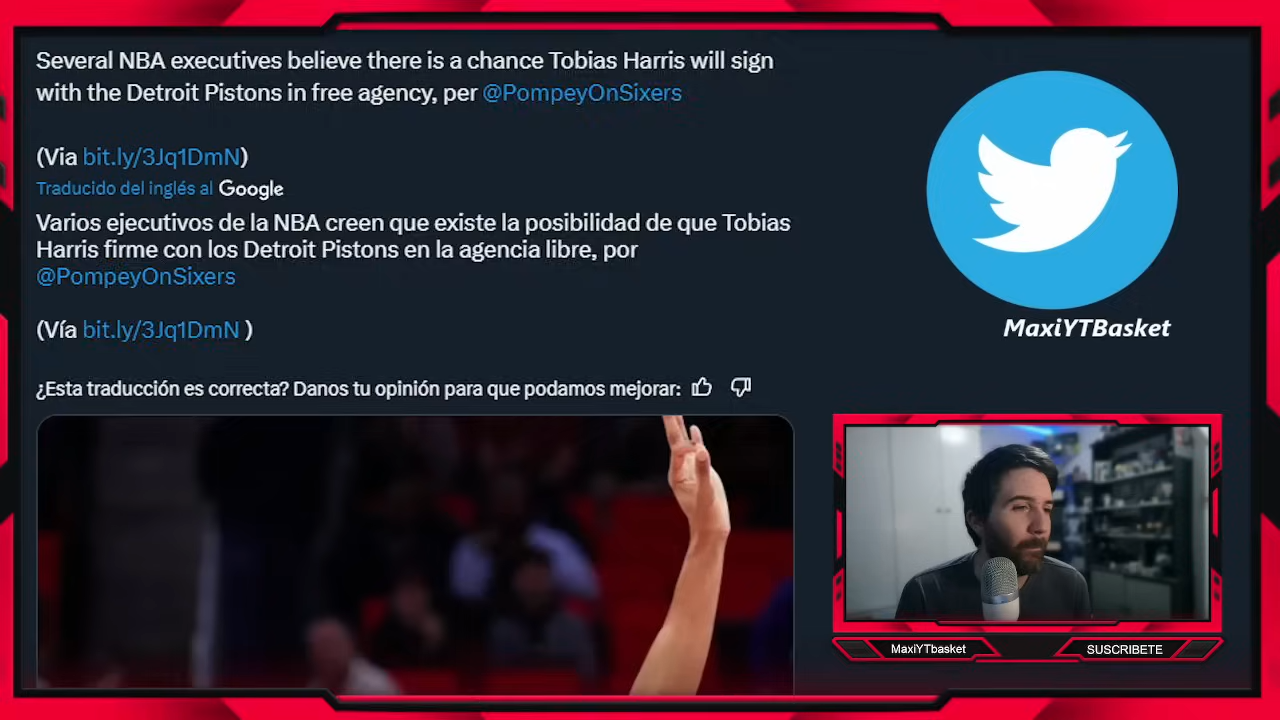 Several NBA executives believe there is a chance Tobias Harris will sign
with the Detroit Pistons in free agency, per @PompeyOnSixers
(Via bit.ly/3Jq1DmN)
Traducido del inglés al Google
Varios ejecutivos de la NBA creen que existe la posibilidad de que Tobias
Harris firme con los Detroit Pistons en la agencia libre, por
@PompeyOnSixers
(Vía bit.ly/3Jq1DmN )
¿Esta traducción es correcta? Danos tu opinión para que podamos mejorar:
MaxiYTBasket
MaxiYTbasket
SUSCRIBETE